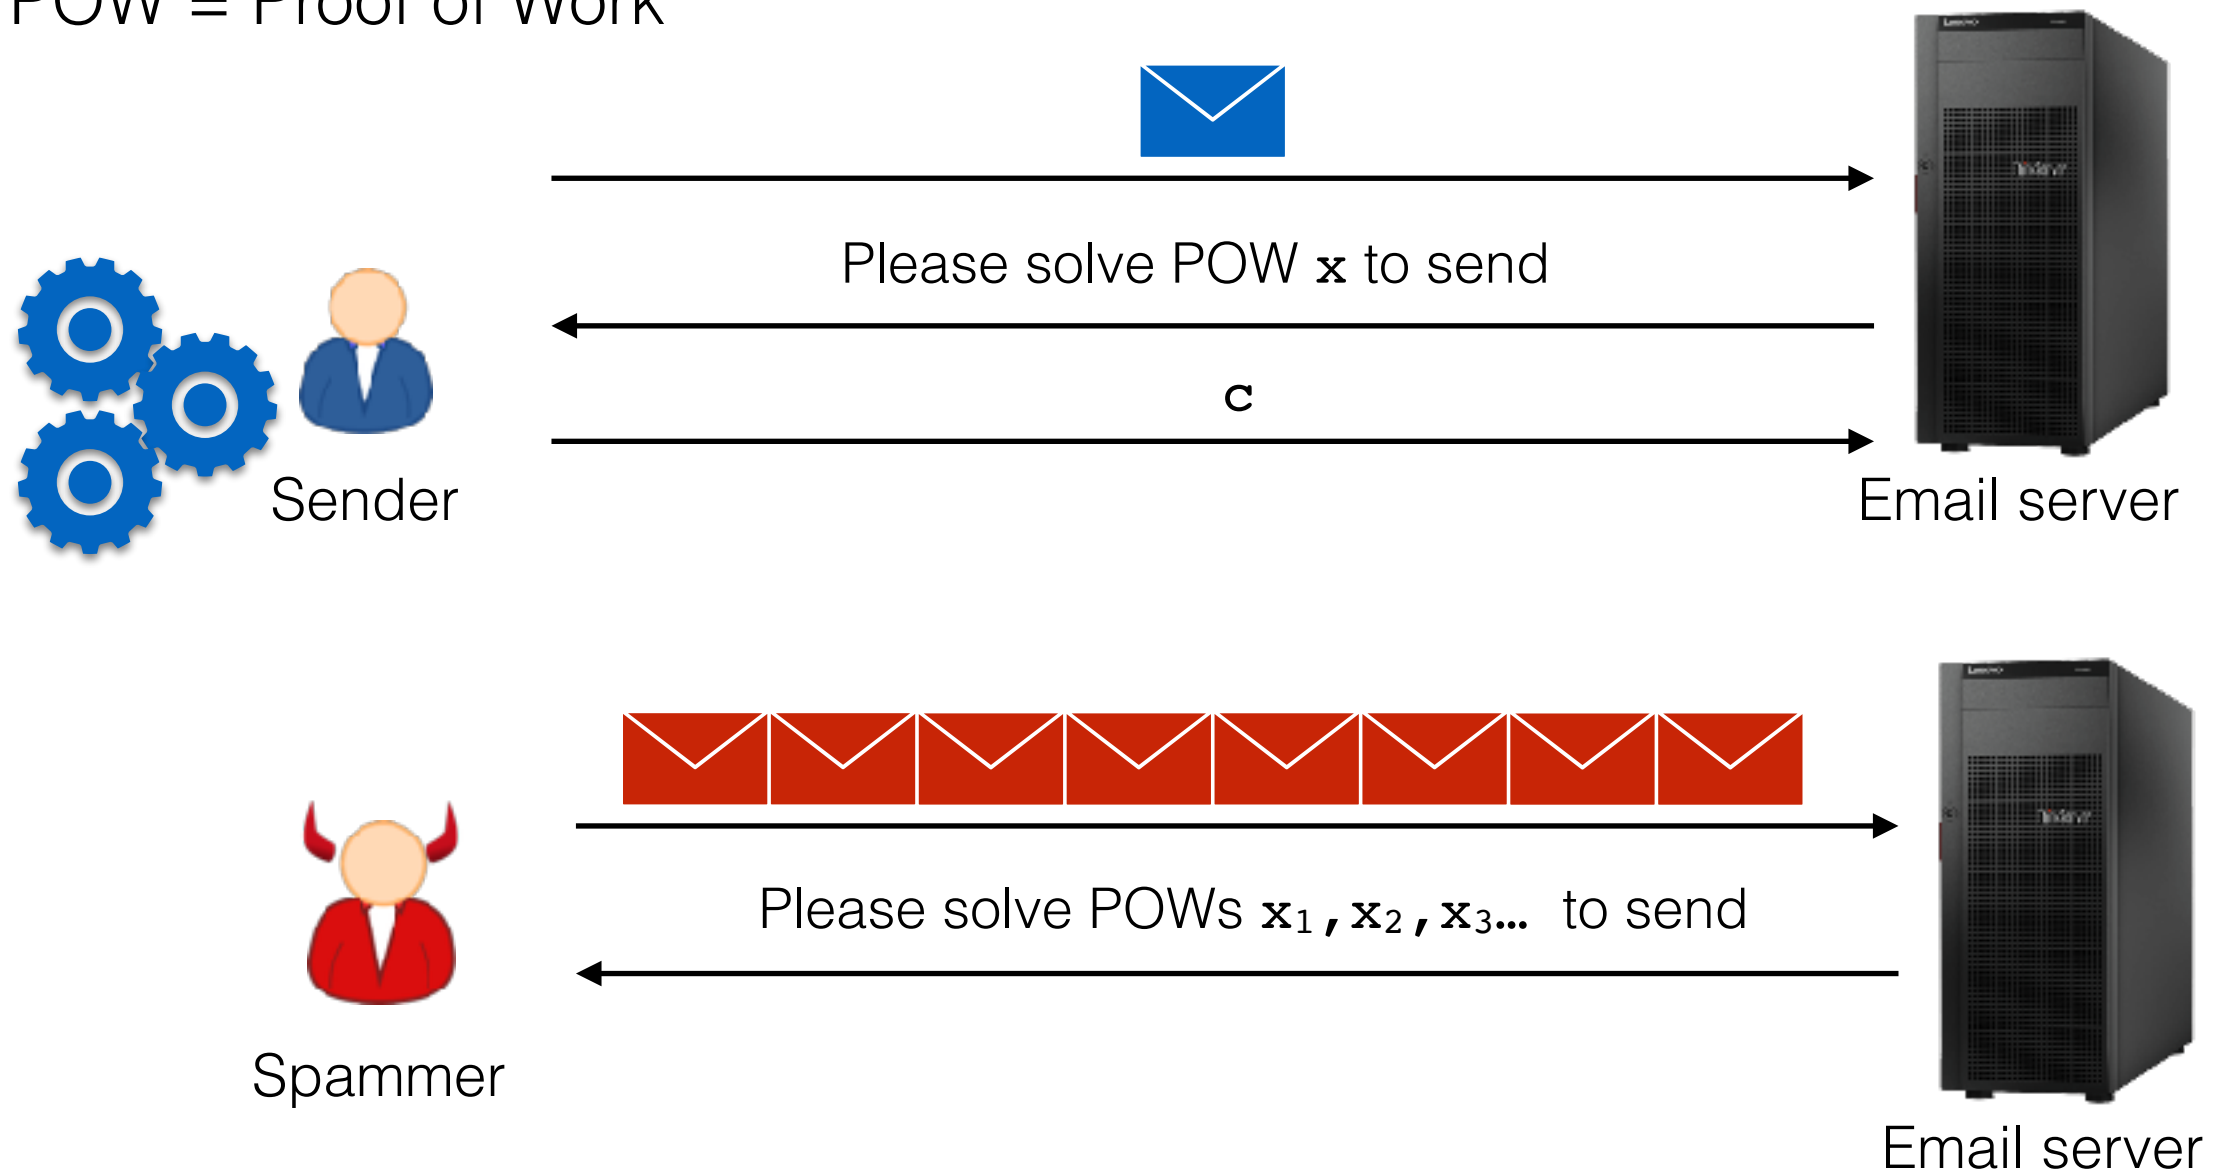 POW = Proof of Work
Please solve POW x to send
c
Sender
Email server
Please solve POWs x₁,x₂,x₃… to send
Spammer
Email server